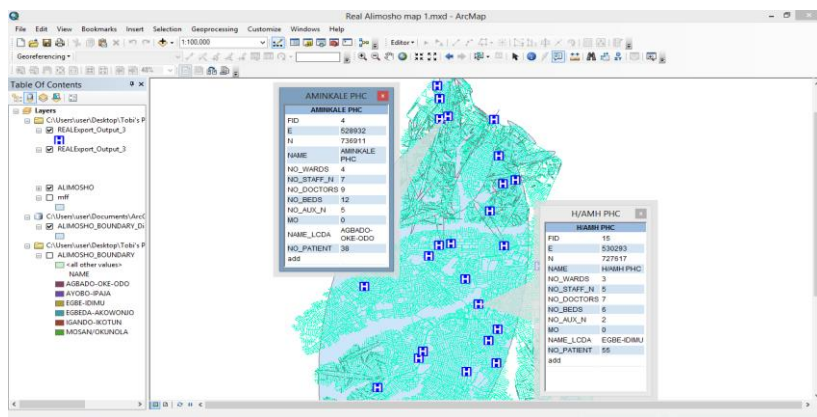 Real Alimosho map 1.mxd - ArcMap
File Edit View Bookmarks Insert Selection Geoprocessing Customize Windows Help
1:100,000
Editor
Georeferencing
Table Of Contents
Layers
C:\Users\user\Desktop\Tobi's P
REALExport_Output_3
H
REALExport_Output_3
ALIMOSHO
mff
C:\Users\user\Documents\ArcG
ALIMOSHO_BOUNDARY_Di
C:\Users\user\Desktop\Tobi's P
ALIMOSHO_BOUNDARY
<all other values>
NAME
AGBADO-OKE-ODO
AYOBO-IPAJA
EGBE-IDIMU
EGBEDA-AKOWONJO
IGANDO-IKOTUN
MOSAN/OKUNOLA
AMINKALE PHC
AMINKALE PHC
FID 4
E 528932
N 736911
NAME AMINKALE
PHC
NO_WARDS 4
NO_STAFF_N 7
NO_DOCTORS 9
NO_BEDS 12
NO_AUX_N 5
MO 0
NAME_LCDA AGBADO-
OKE-ODO
NO_PATIENT 38
add
H/AMH PHC
H/AMH PHC
FID 15
E 530293
N 727617
NAME H/AMH PHC
NO_WARDS 3
NO_STAFF_N 5
NO_DOCTORS 7
NO_BEDS 6
NO_AUX_N 2
MO 0
NAME_LCDA EGBE-IDIMU
NO_PATIENT 55
add